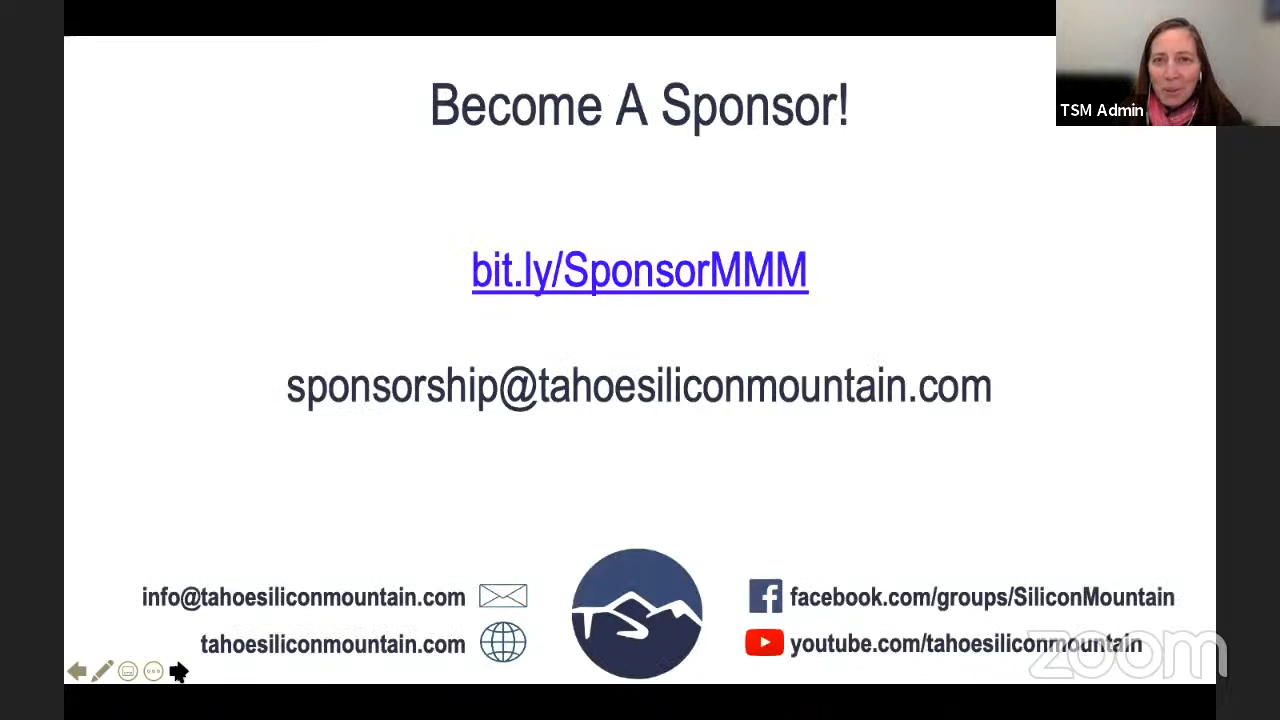 Become A Sponsor!
TSM Admin
bit.ly/SponsorMMM
sponsorship@tahoesiliconmountain.com
info@tahoesiliconmountain.com
facebook.com/groups/SiliconMountain
tahoesiliconmountain.com
youtube.com/tahoesiliconmountain
TS
zoom